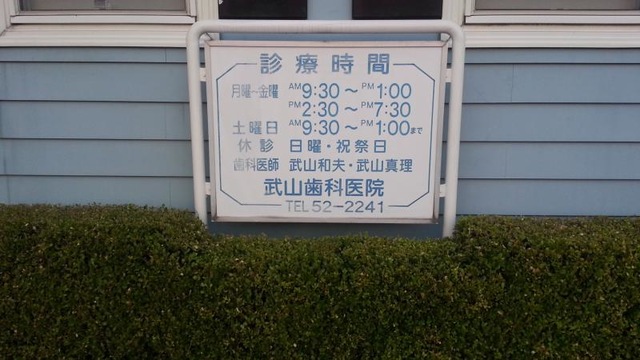 診療時間
月曜～金曜 AM9:30～PM1:00
PM2:30～PM7:30
土曜日 AM9:30～PM1:00まで
休診 日曜・祝祭日
歯科医師 武山和夫・武山真理
武山歯科医院
TEL 52-2241